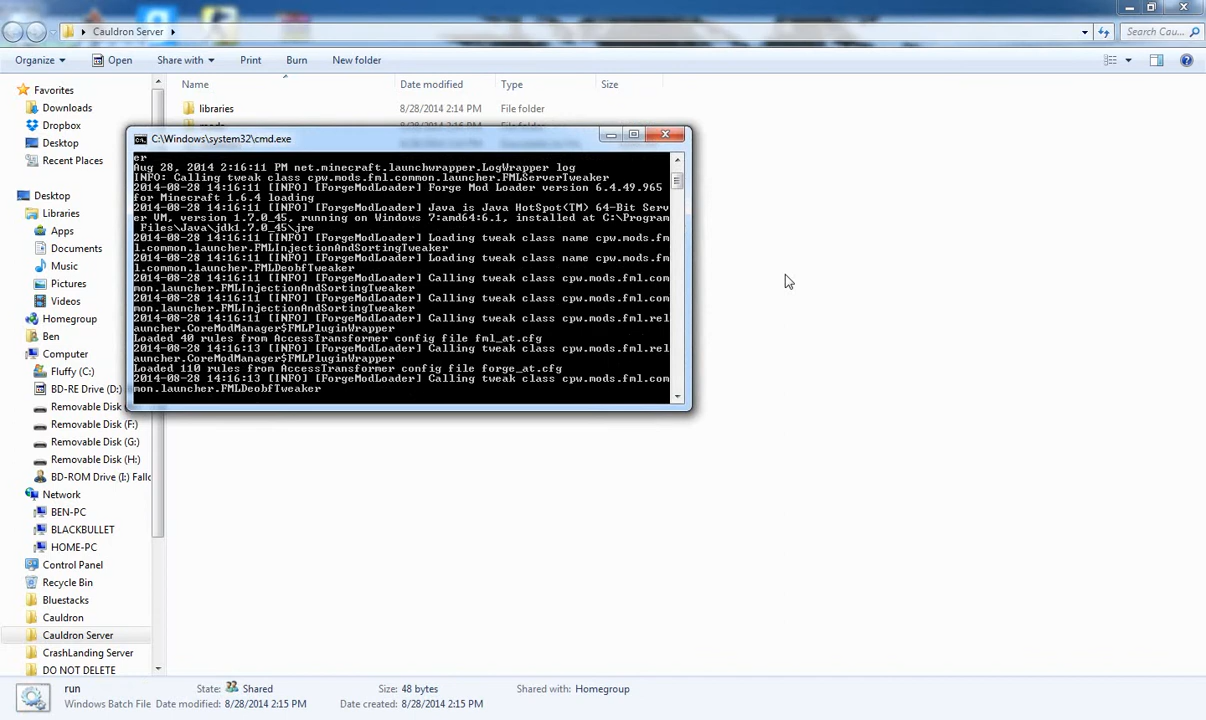 Cauldron Server
Search Cau...
Organize
Open
Share with
Print
Burn
New folder
Name
Date modified
Type
Size
Favorites
Downloads
Dropbox
Desktop
Recent Places
Desktop
Libraries
Apps
Documents
Music
Pictures
Videos
Homegroup
Ben
Computer
Fluffy (C:)
BD-RE Drive (D:)
Removable Disk (F:)
Removable Disk (G:)
Removable Disk (H:)
BD-ROM Drive (I:) Fallo
Network
BEN-PC
BLACKBULLET
HOME-PC
Control Panel
Recycle Bin
Bluestacks
Cauldron
Cauldron Server
CrashLanding Server
DO NOT DELETE
libraries
8/28/2014 2:14 PM
File folder
C:\Windows\system32\cmd.exe
er
Aug 28, 2014 2:16:11 PM net.minecraft.launchwrapper.LogWrapper log
INFO: Calling tweak class cpw.mods.fml.common.launcher.FMLServerTweaker
2014-08-28 14:16:11 [INFO] [ForgeModLoader] Forge Mod Loader version 6.4.49.965
for Minecraft 1.6.4 loading
2014-08-28 14:16:11 [INFO] [ForgeModLoader] Java is Java HotSpot(TM) 64-Bit Serv
er VM, version 1.7.0_45, running on Windows 7:amd64:6.1, installed at C:\Program
Files\Java\jdk1.7.0_45\jre
2014-08-28 14:16:11 [INFO] [ForgeModLoader] Loading tweak class name cpw.mods.fm
l.common.launcher.FMLInjectionAndSortingTweaker
2014-08-28 14:16:11 [INFO] [ForgeModLoader] Loading tweak class name cpw.mods.fm
l.common.launcher.FMLDeobfTweaker
2014-08-28 14:16:11 [INFO] [ForgeModLoader] Calling tweak class cpw.mods.fml.com
mon.launcher.FMLInjectionAndSortingTweaker
2014-08-28 14:16:11 [INFO] [ForgeModLoader] Calling tweak class cpw.mods.fml.com
mon.launcher.FMLInjectionAndSortingTweaker
2014-08-28 14:16:11 [INFO] [ForgeModLoader] Calling tweak class cpw.mods.fml.rel
auncher.CoreModManager$FMLPluginWrapper
Loaded 40 rules from AccessTransformer config file fml_at.cfg
2014-08-28 14:16:13 [INFO] [ForgeModLoader] Calling tweak class cpw.mods.fml.rel
auncher.CoreModManager$FMLPluginWrapper
Loaded 110 rules from AccessTransformer config file forge_at.cfg
2014-08-28 14:16:13 [INFO] [ForgeModLoader] Calling tweak class cpw.mods.fml.com
mon.launcher.FMLDeobfTweaker
run
State: Shared
Size: 48 bytes
Shared with: Homegroup
Windows Batch File
Date modified: 8/28/2014 2:15 PM
Date created: 8/28/2014 2:15 PM